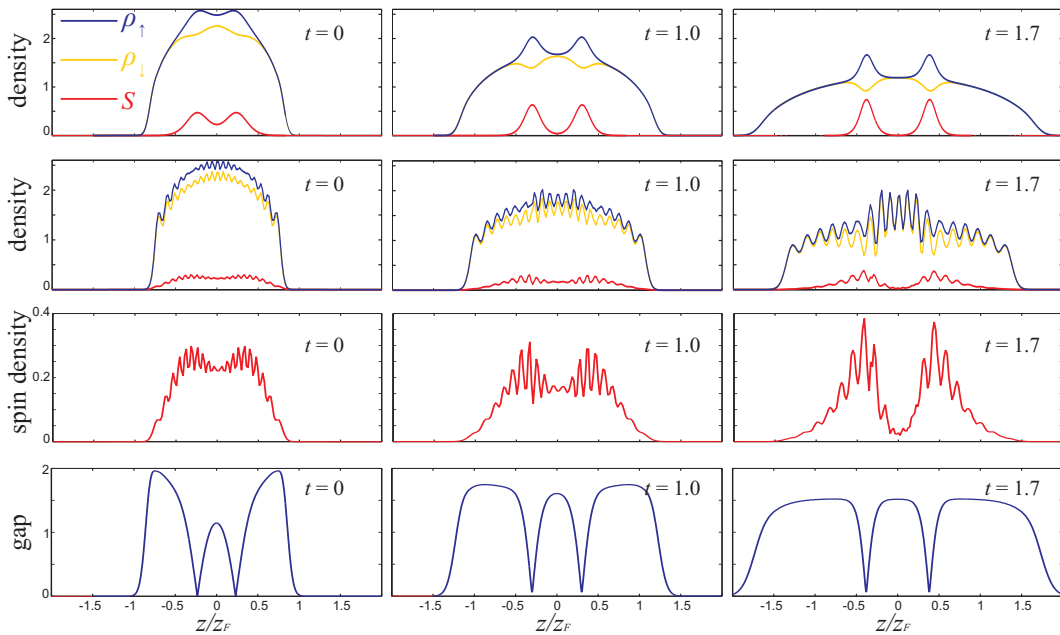 density
2
1
0
ρ↑
ρ↓
S
t = 0
t = 1.0
t = 1.7
density
2
1
0
t = 0
t = 1.0
t = 1.7
spin density
0.4
0.2
0
t = 0
t = 1.0
t = 1.7
gap
2
1
0
t = 0
t = 1.0
t = 1.7
-1.5 -1 -0.5 0 0.5 1 1.5
-1.5 -1 -0.5 0 0.5 1 1.5
-1.5 -1 -0.5 0 0.5 1 1.5
z/zF
z/zF
z/zF